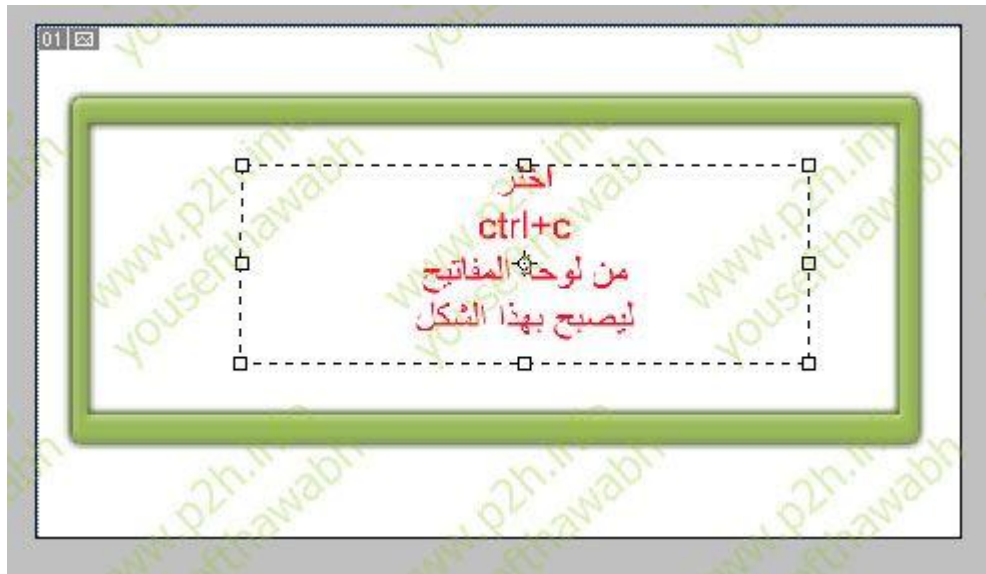 01
اختر
ctrl+c
من لوحة المفاتيح
ليصبح بهذا الشكل
www.p2h.info
yousefthawabh